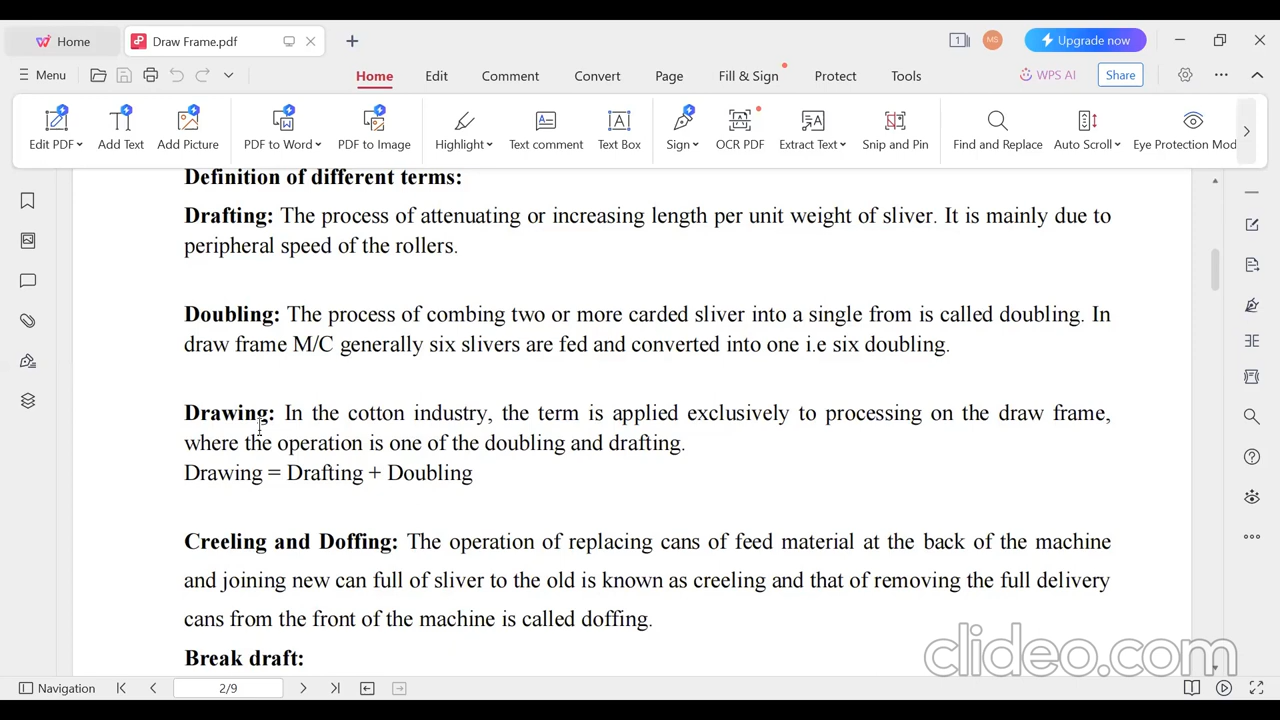 Home
Draw Frame.pdf
1
MS
Upgrade now
Menu
Home Edit Comment Convert Page Fill & Sign Protect Tools
WPS AI
Share
Edit PDF Add Text Add Picture PDF to Word PDF to Image Highlight Text comment Text Box Sign OCR PDF Extract Text Snip and Pin Find and Replace Auto Scroll Eye Protection Mod
Definition of different terms:
Drafting: The process of attenuating or increasing length per unit weight of sliver. It is mainly due to
peripheral speed of the rollers.
Doubling: The process of combing two or more carded sliver into a single from is called doubling. In
draw frame M/C generally six slivers are fed and converted into one i.e six doubling.
Drawing: In the cotton industry, the term is applied exclusively to processing on the draw frame,
where the operation is one of the doubling and drafting.
Drawing = Drafting + Doubling
Creeling and Doffing: The operation of replacing cans of feed material at the back of the machine
and joining new can full of sliver to the old is known as creeling and that of removing the full delivery
cans from the front of the machine is called doffing.
Break draft:
clideo.com
Navigation
2/9